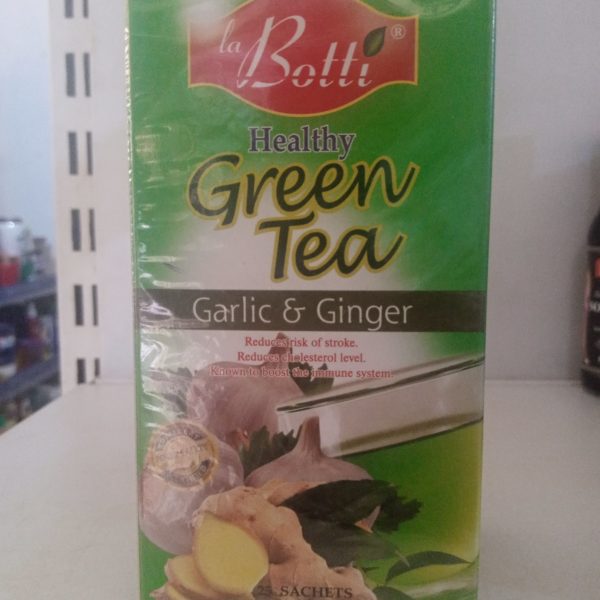 la
Botti ®
Healthy
Green
Tea
Garlic & Ginger
Reduces risk of stroke.
Reduces cholesterol level.
Known to boost the immune system.
25 SACHETS